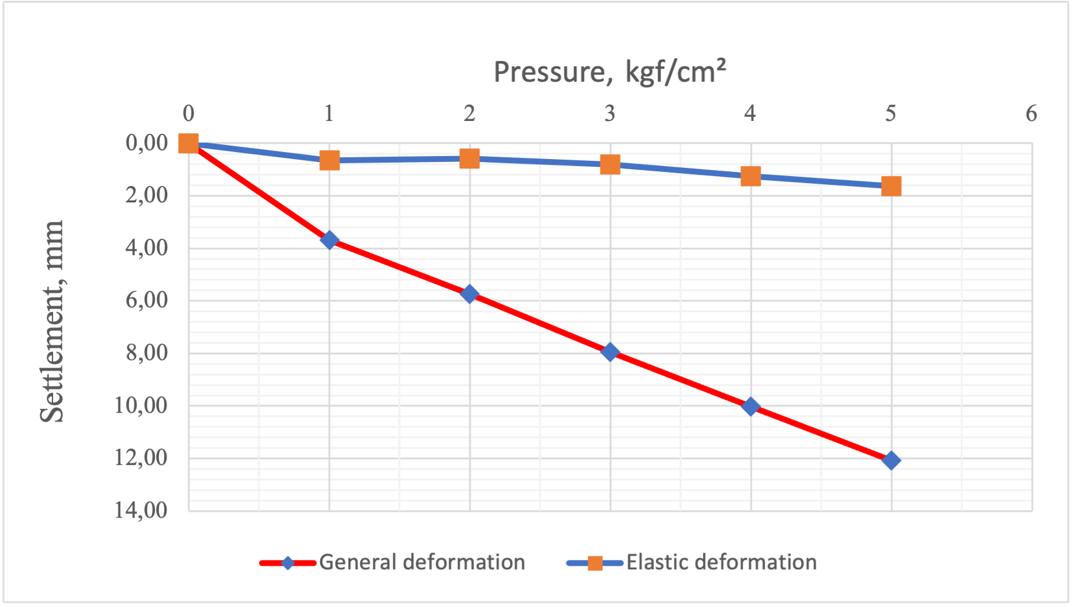 Pressure, kgf/cm²
0 1 2 3 4 5 6
0,00
2,00
4,00
6,00
8,00
10,00
12,00
14,00
Settlement, mm
General deformation Elastic deformation